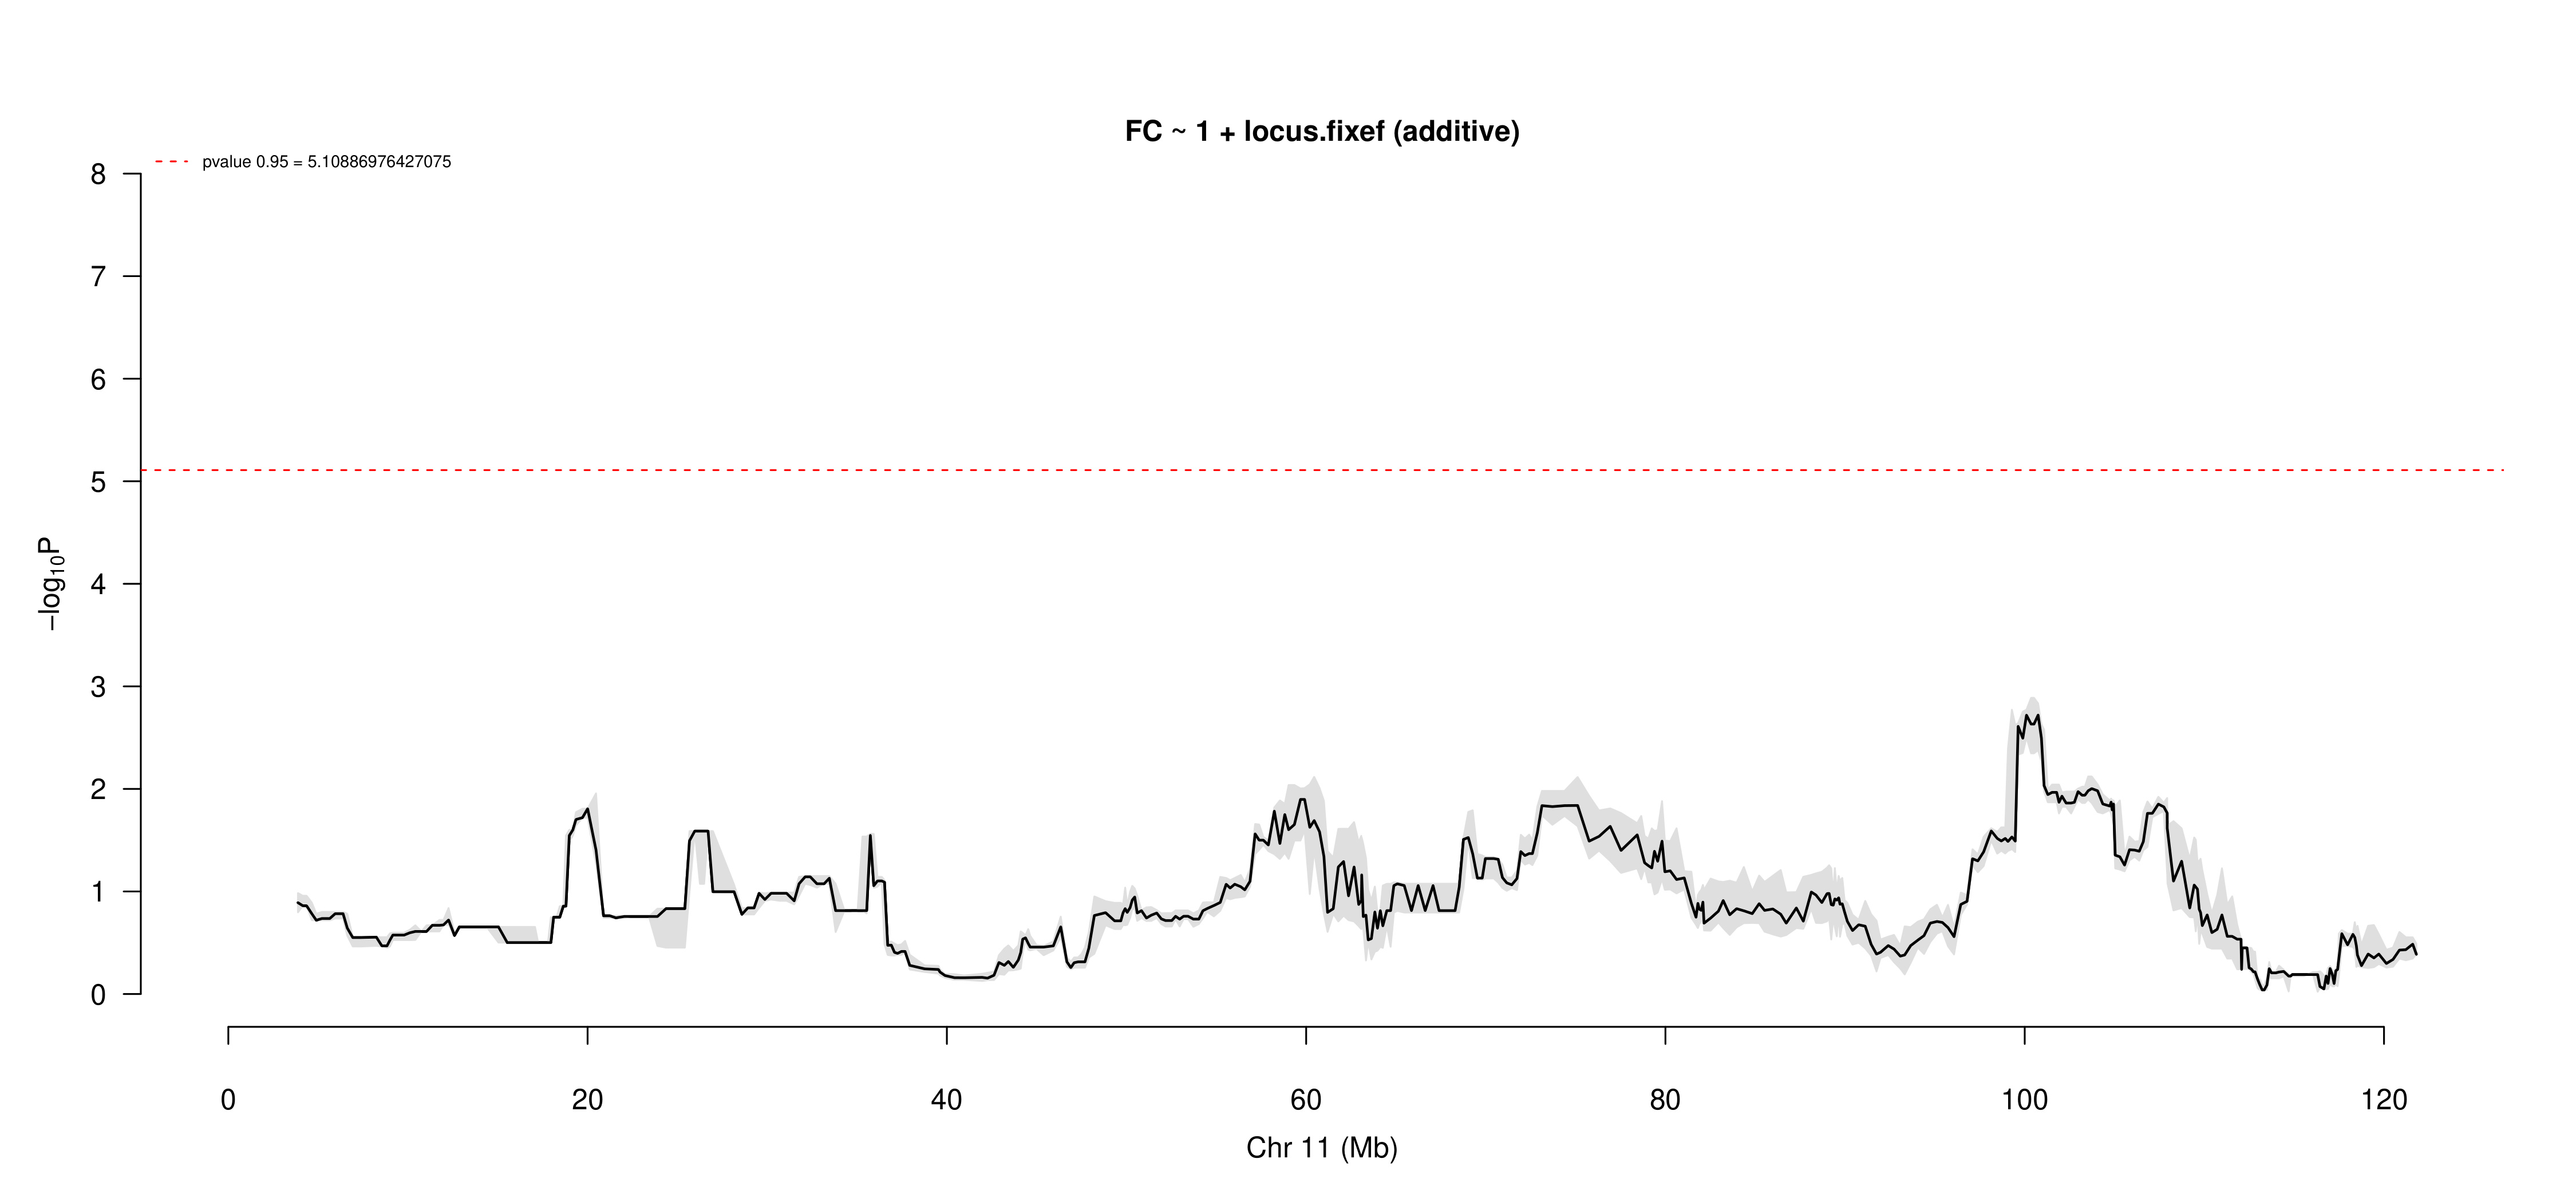 FC ~ 1 + locus.fixef (additive)
pvalue 0.95 = 5.10886976427075
8
7
6
5
4
3
2
1
0
−log10P
0 20 40 60 80 100 120
Chr 11 (Mb)